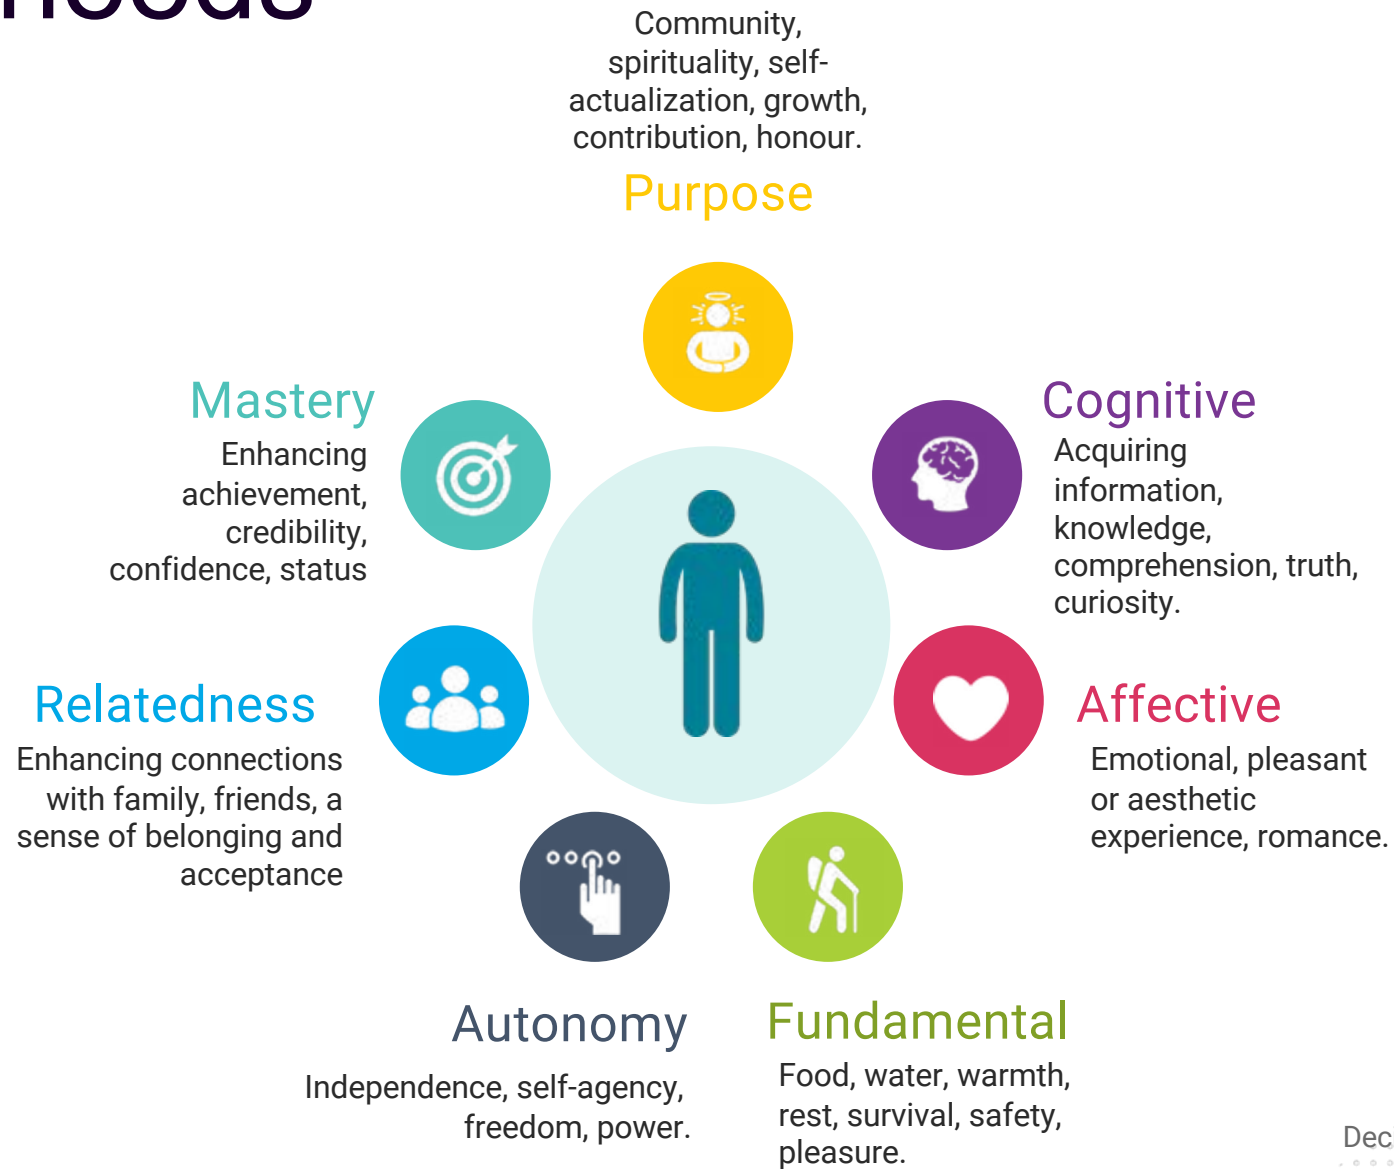 Community,
spirituality, self-
actualization, growth,
contribution, honour.
Purpose
Mastery
Enhancing
achievement,
credibility,
confidence, status
Cognitive
Acquiring
information,
knowledge,
comprehension, truth,
curiosity.
Relatedness
Enhancing connections
with family, friends, a
sense of belonging and
acceptance
Affective
Emotional, pleasant
or aesthetic
experience, romance.
Autonomy
Independence, self-agency,
freedom, power.
Fundamental
Food, water, warmth,
rest, survival, safety,
pleasure.
Dec